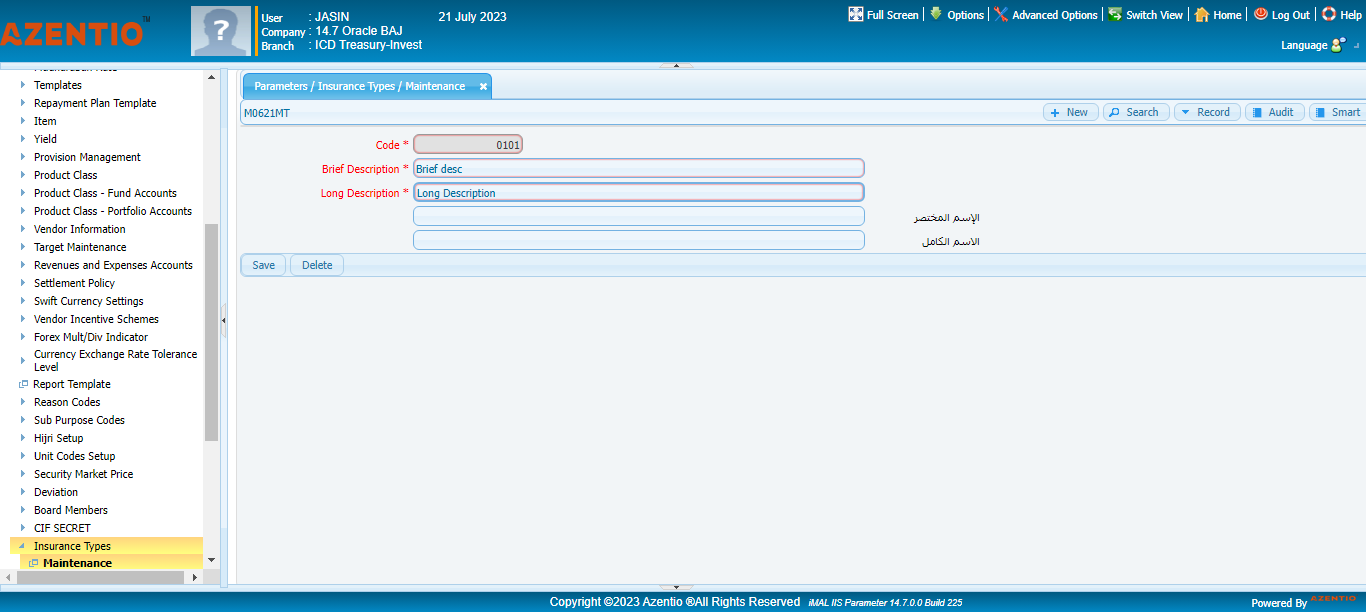 AZENTIO™
User : JASIN 21 July 2023
Company : 14.7 Oracle BAJ
Branch : ICD Treasury-Invest
Full Screen Options Advanced Options Switch View Home Log Out Help
Language
Templates
Repayment Plan Template
Item
Yield
Provision Management
Product Class
Product Class - Fund Accounts
Product Class - Portfolio Accounts
Vendor Information
Target Maintenance
Revenues and Expenses Accounts
Settlement Policy
Swift Currency Settings
Vendor Incentive Schemes
Forex Mult/Div Indicator
Currency Exchange Rate Tolerance
Level
Report Template
Reason Codes
Sub Purpose Codes
Hijri Setup
Unit Codes Setup
Security Market Price
Deviation
Board Members
CIF SECRET
Insurance Types
Maintenance
Parameters / Insurance Types / Maintenance
M0621MT
New Search Record Audit Smart
Code * 0101
Brief Description * Brief desc
Long Description * Long Description
الإسم المختصر
الاسم الكامل
Save Delete
Copyright ©2023 Azentio ®All Rights Reserved iMAL IIS Parameter 14.7.0.0 Build 225
Powered By AZENTIO